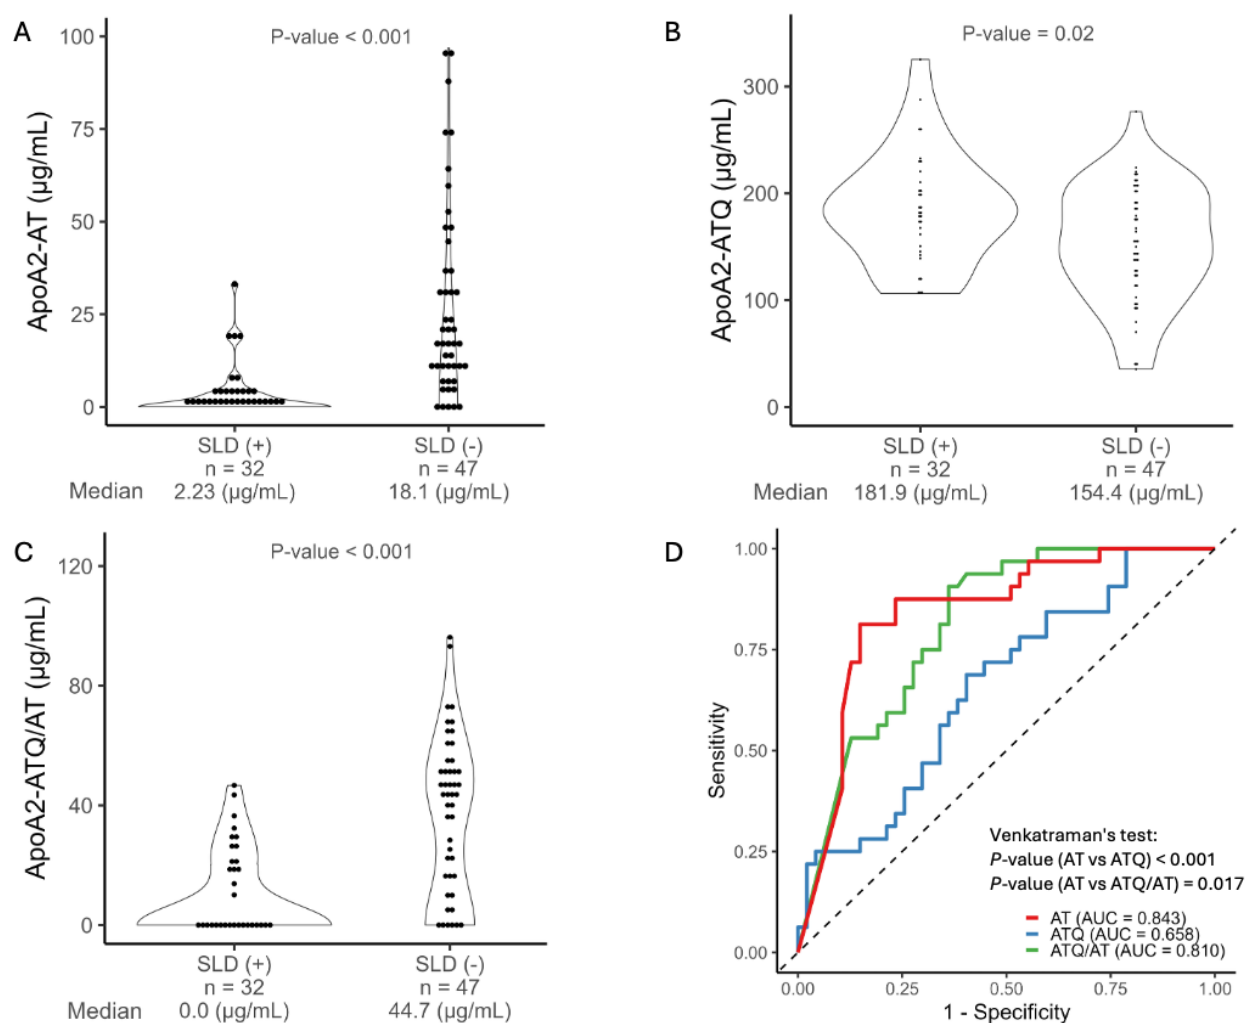 A
P-value < 0.001
ApoA2-AT (µg/mL)
100
75
50
25
0
SLD (+)
SLD (-)
n = 32
n = 47
Median
2.23 (µg/mL)
18.1 (µg/mL)
B
P-value = 0.02
ApoA2-ATQ (µg/mL)
300
200
100
0
SLD (+)
SLD (-)
n = 32
n = 47
Median
181.9 (µg/mL)
154.4 (µg/mL)
C
P-value < 0.001
ApoA2-ATQ/AT (µg/mL)
120
80
40
0
SLD (+)
SLD (-)
n = 32
n = 47
Median
0.0 (µg/mL)
44.7 (µg/mL)
D
Sensitivity
1.00
0.75
0.50
0.25
0.00
Venkatraman's test:
P-value (AT vs ATQ) < 0.001
P-value (AT vs ATQ/AT) = 0.017
AT (AUC = 0.843)
ATQ (AUC = 0.658)
ATQ/AT (AUC = 0.810)
0.00
0.25
0.50
0.75
1.00
1 - Specificity